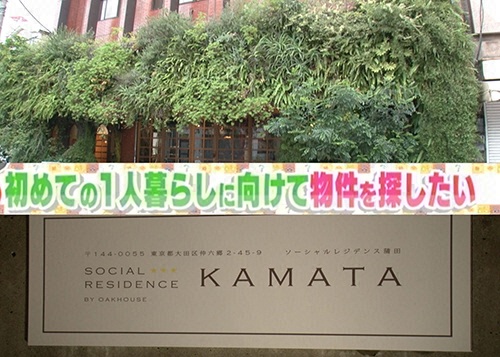 初めての1人暮らしに向けて物件を探したい
〒144-0055 東京都大田区仲六郷2-45-9 ソーシャルレジデンス蒲田
SOCIAL ★★★
RESIDENCE KAMATA
BY OAKHOUSE